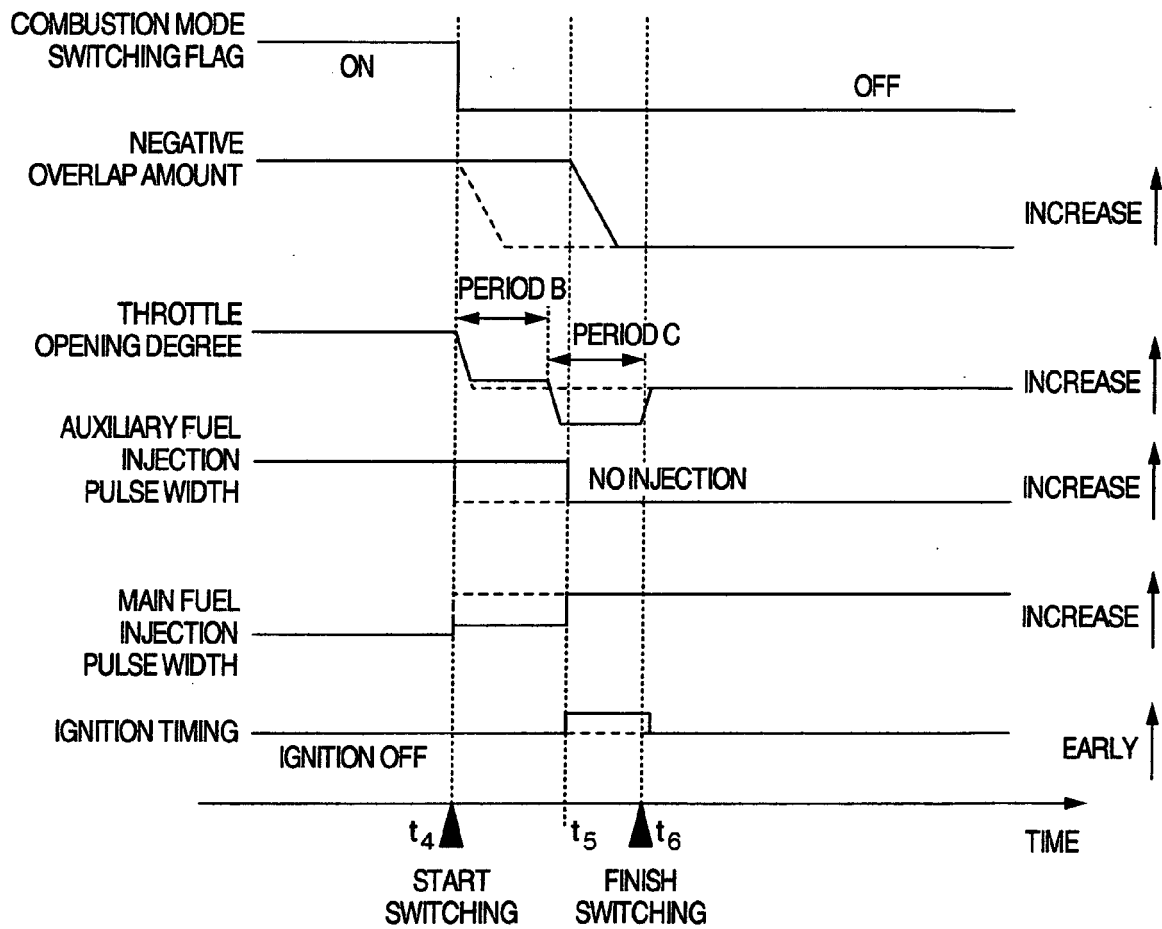 COMBUSTION MODE
SWITCHING FLAG
ON
OFF
NEGATIVE
OVERLAP AMOUNT
INCREASE
PERIOD B
THROTTLE
OPENING DEGREE
PERIOD C
INCREASE
AUXILIARY FUEL
INJECTION
PULSE WIDTH
NO INJECTION
INCREASE
MAIN FUEL
INJECTION
PULSE WIDTH
INCREASE
IGNITION TIMING
IGNITION OFF
EARLY
t4
t5
t6
TIME
START
SWITCHING
FINISH
SWITCHING